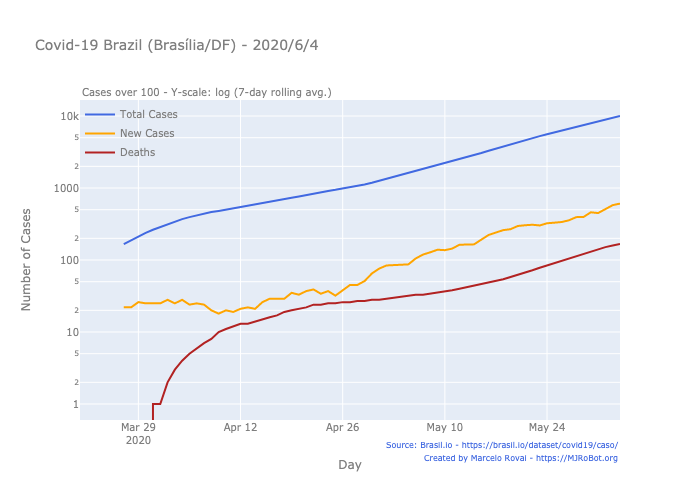 Covid-19 Brazil (Brasília/DF) - 2020/6/4
Cases over 100 - Y-scale: log (7-day rolling avg.)
Total Cases
New Cases
Deaths
10k
5
2
1000
5
2
100
5
2
10
5
2
1
Number of Cases
Mar 29
2020
Apr 12
Apr 26
May 10
May 24
Day
Source: Brasil.io - https://brasil.io/dataset/covid19/caso/
Created by Marcelo Rovai - https://MJRoBot.org